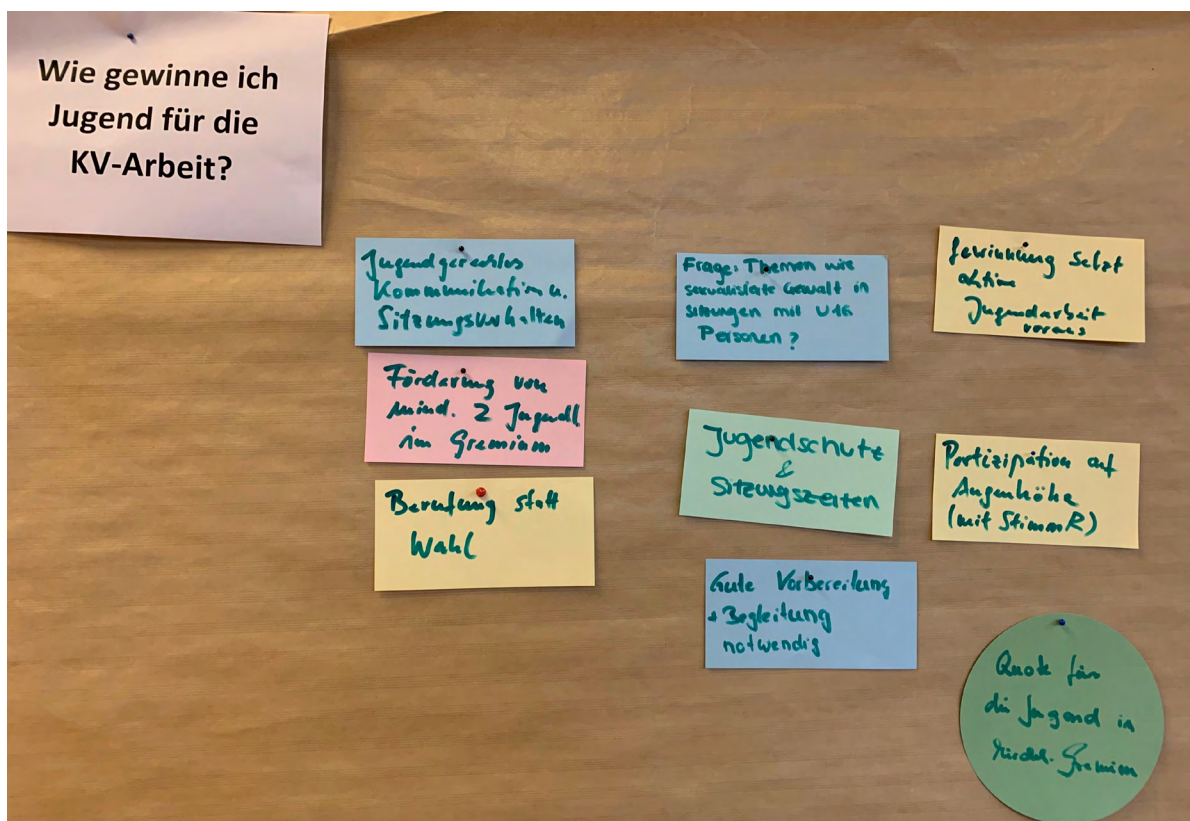 Wie gewinne ich
Jugend für die
KV-Arbeit?
Jugendgerechtes
Kommunikation u.
Sitzungsverhalten
Förderung von
mind. 2 Jugendl.
im Gremium
Berufung statt
Wahl
Frage: Themen wie
sexualisierte Gewalt in
Sitzungen mit U16
Personen?
Jugendschutz
&
Sitzungszeiten
Gute Vorbereitung
+ Begleitung
notwendig
Gewinnung setzt
aktive
Jugendarbeit
voraus
Partizipation auf
Augenhöhe
(mit StimmR)
Quote für
die Jugend in
kirchl. Gremien